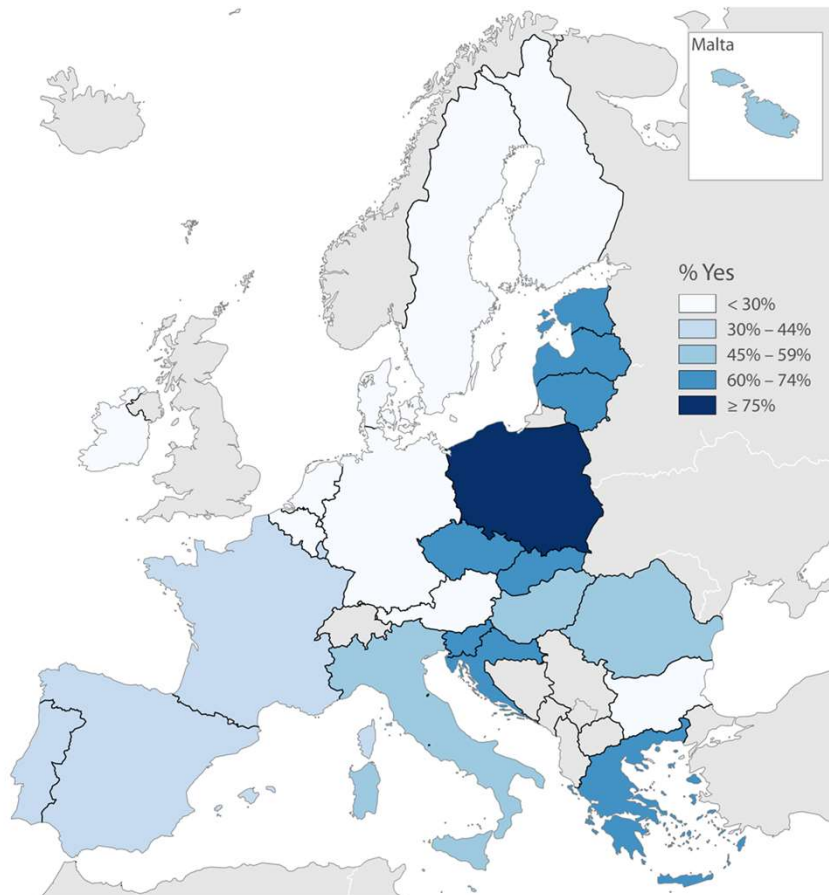 Malta
% Yes
< 30%
30% – 44%
45% – 59%
60% – 74%
≥ 75%